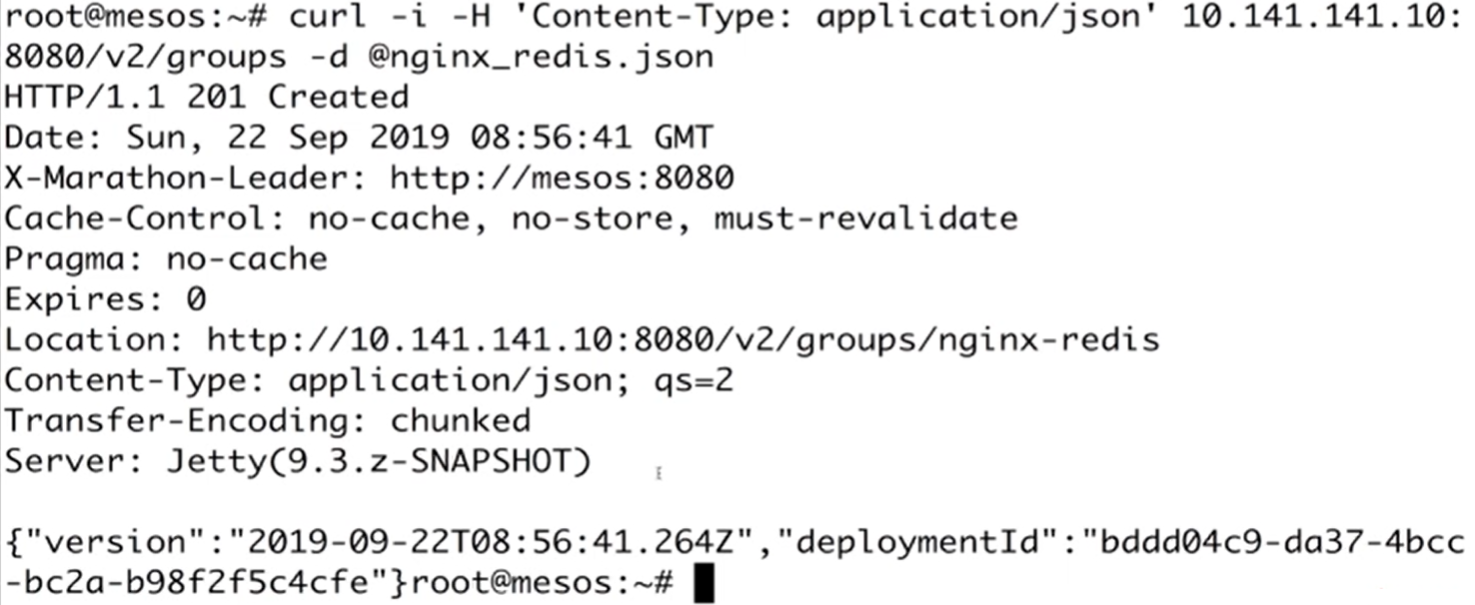 root@mesos:~# curl -i -H 'Content-Type: application/json' 10.141.141.10:
8080/v2/groups -d @nginx_redis.json
HTTP/1.1 201 Created
Date: Sun, 22 Sep 2019 08:56:41 GMT
X-Marathon-Leader: http://mesos:8080
Cache-Control: no-cache, no-store, must-revalidate
Pragma: no-cache
Expires: 0
Location: http://10.141.141.10:8080/v2/groups/nginx-redis
Content-Type: application/json; qs=2
Transfer-Encoding: chunked
Server: Jetty(9.3.z-SNAPSHOT)
{"version":"2019-09-22T08:56:41.264Z","deploymentId":"bddd04c9-da37-4bcc
-bc2a-b98f2f5c4cfe"}root@mesos:~#